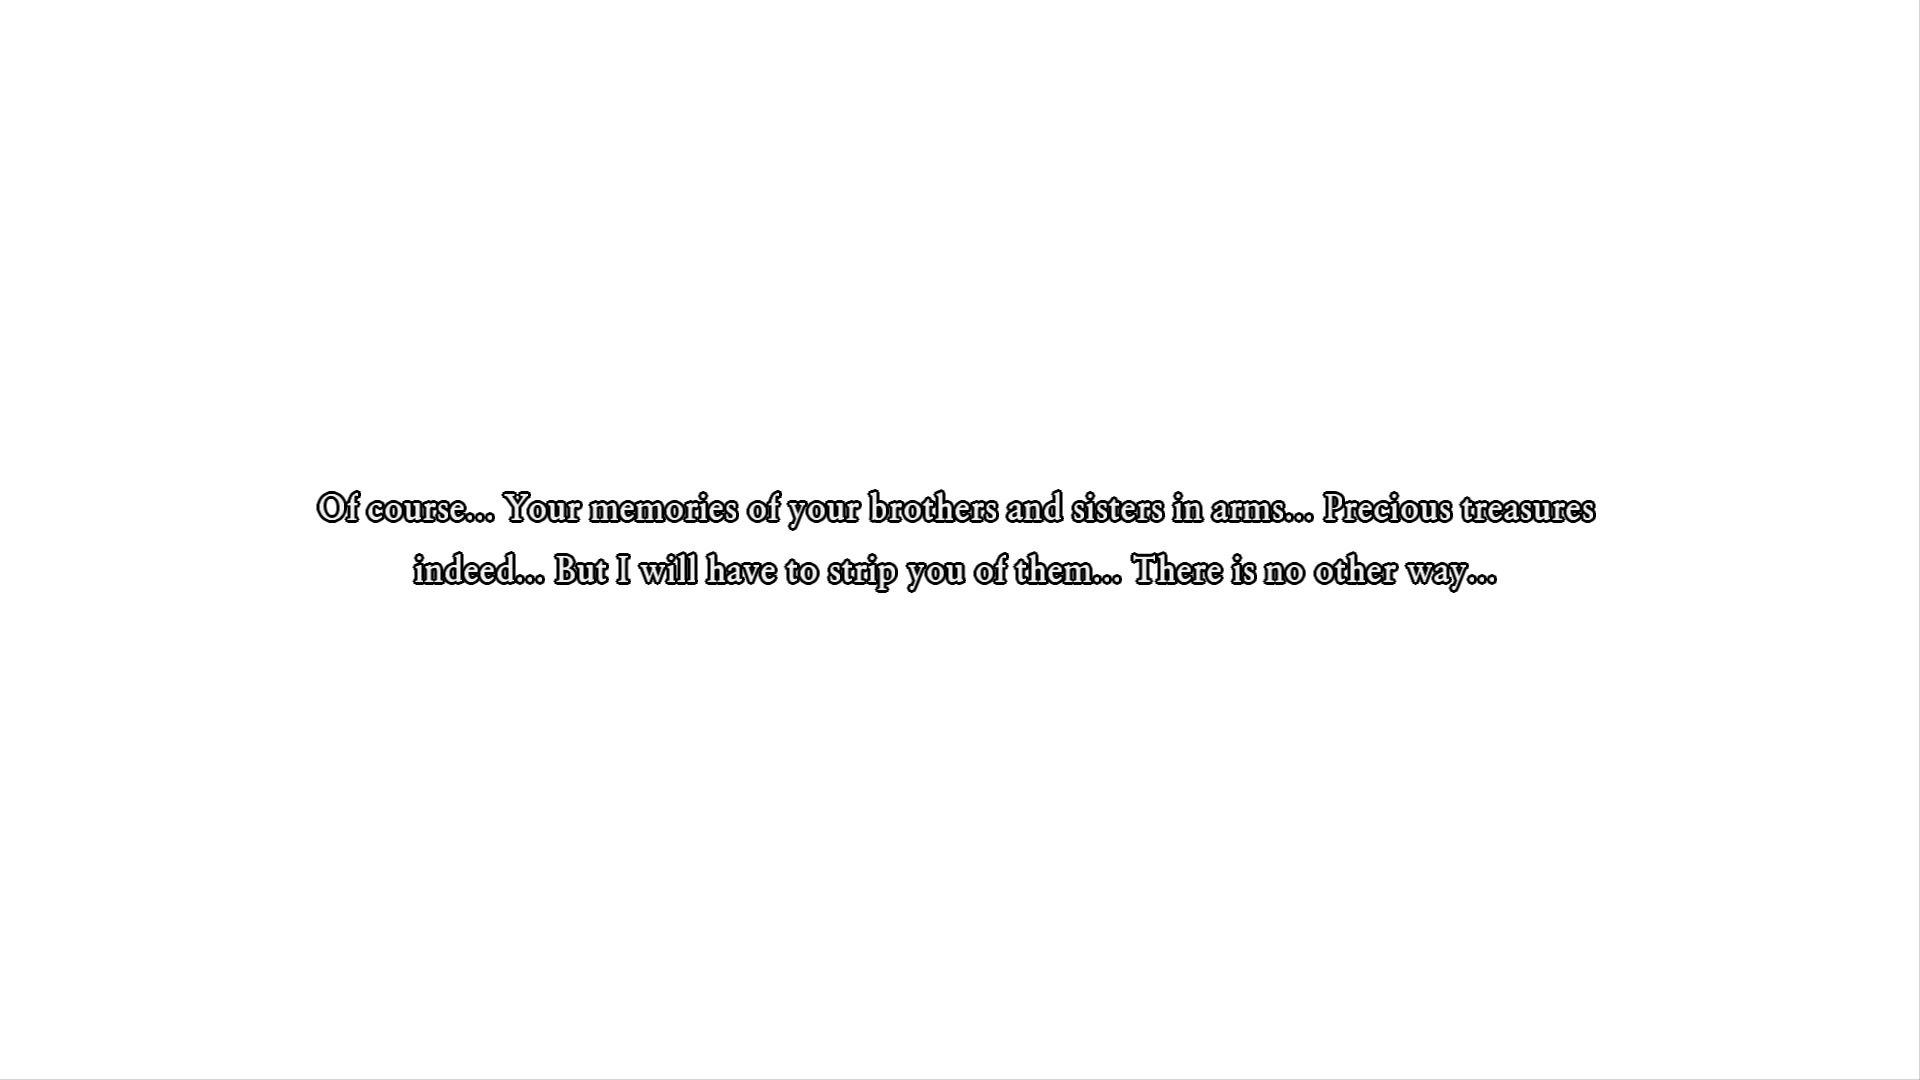 Of course... Your memories of your brothers and sisters in arms... Precious treasures
indeed... But I will have to strip you of them... There is no other way...